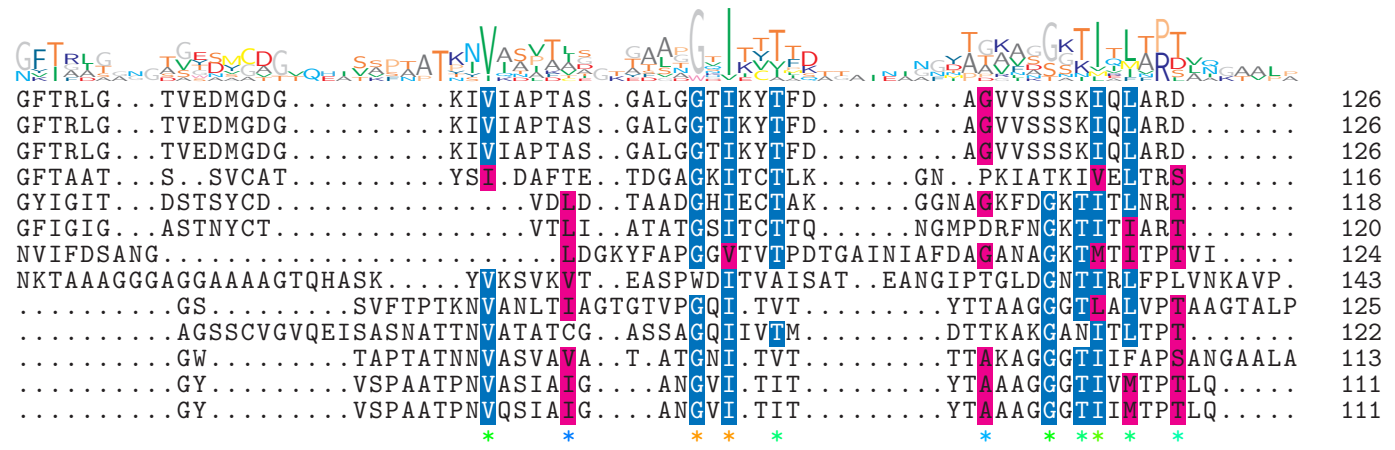 GFTRLG...TVEDMGDG..........KIVIAPTAS..GALGGTIKYTFD.........AGVVSSSKIQLARD....... 126
GFTRLG...TVEDMGDG..........KIVIAPTAS..GALGGTIKYTFD.........AGVVSSSKIQLARD....... 126
GFTRLG...TVEDMGDG..........KIVIAPTAS..GALGGTIKYTFD.........AGVVSSSKIQLARD....... 126
GFTAAT...S..SVCAT..........YSI.DAFTE..TDGAGKITCTLK......GN..PKIATKIVELTRS....... 116
GYIGIT...DSTSYCD................VDLD..TAADGHIECTAK......GGNAGKFDGKTITLNRT....... 118
GFIGIG...ASTNYCT................VTLI..ATATGSITCTTQ......NGMPDRFNGKTITIART....... 120
NVIFDSANG.........................LDGKYFAPGGVTVTPDTGAINIAFDAGANAGKTMTITPTVI..... 124
NKTAAAGGGAGGAAAAGTQHASK.....YVKSVKVT..EASPWDITVAISAT..EANGIPTGLDGNTIRLFPLVNKAVP. 143
..........GS.........SVFTPTKNVANLTIAGTGTVPGQI.TVT.........YTTAAGGGTLALVPTAAGTALP 125
..........AGSSCVGVQEISASNATTNVATATCG..ASSAGQIIVTM.........DTTKAKGANITLTPT....... 122
..........GW.........TAPTATNNVASVAVA..T.ATGNI.TVT.........TTAKAGGGTIIFAPSANGAALA 113
..........GY.........VSPAATPNVASIAIG....ANGVI.TIT.........YTAAAGGGTIVMTPTLQ..... 111
..........GY.........VSPAATPNVQSIAIG....ANGVI.TIT.........YTAAAGGGTIIMTPTLQ..... 111
* * * * * * * * * * *